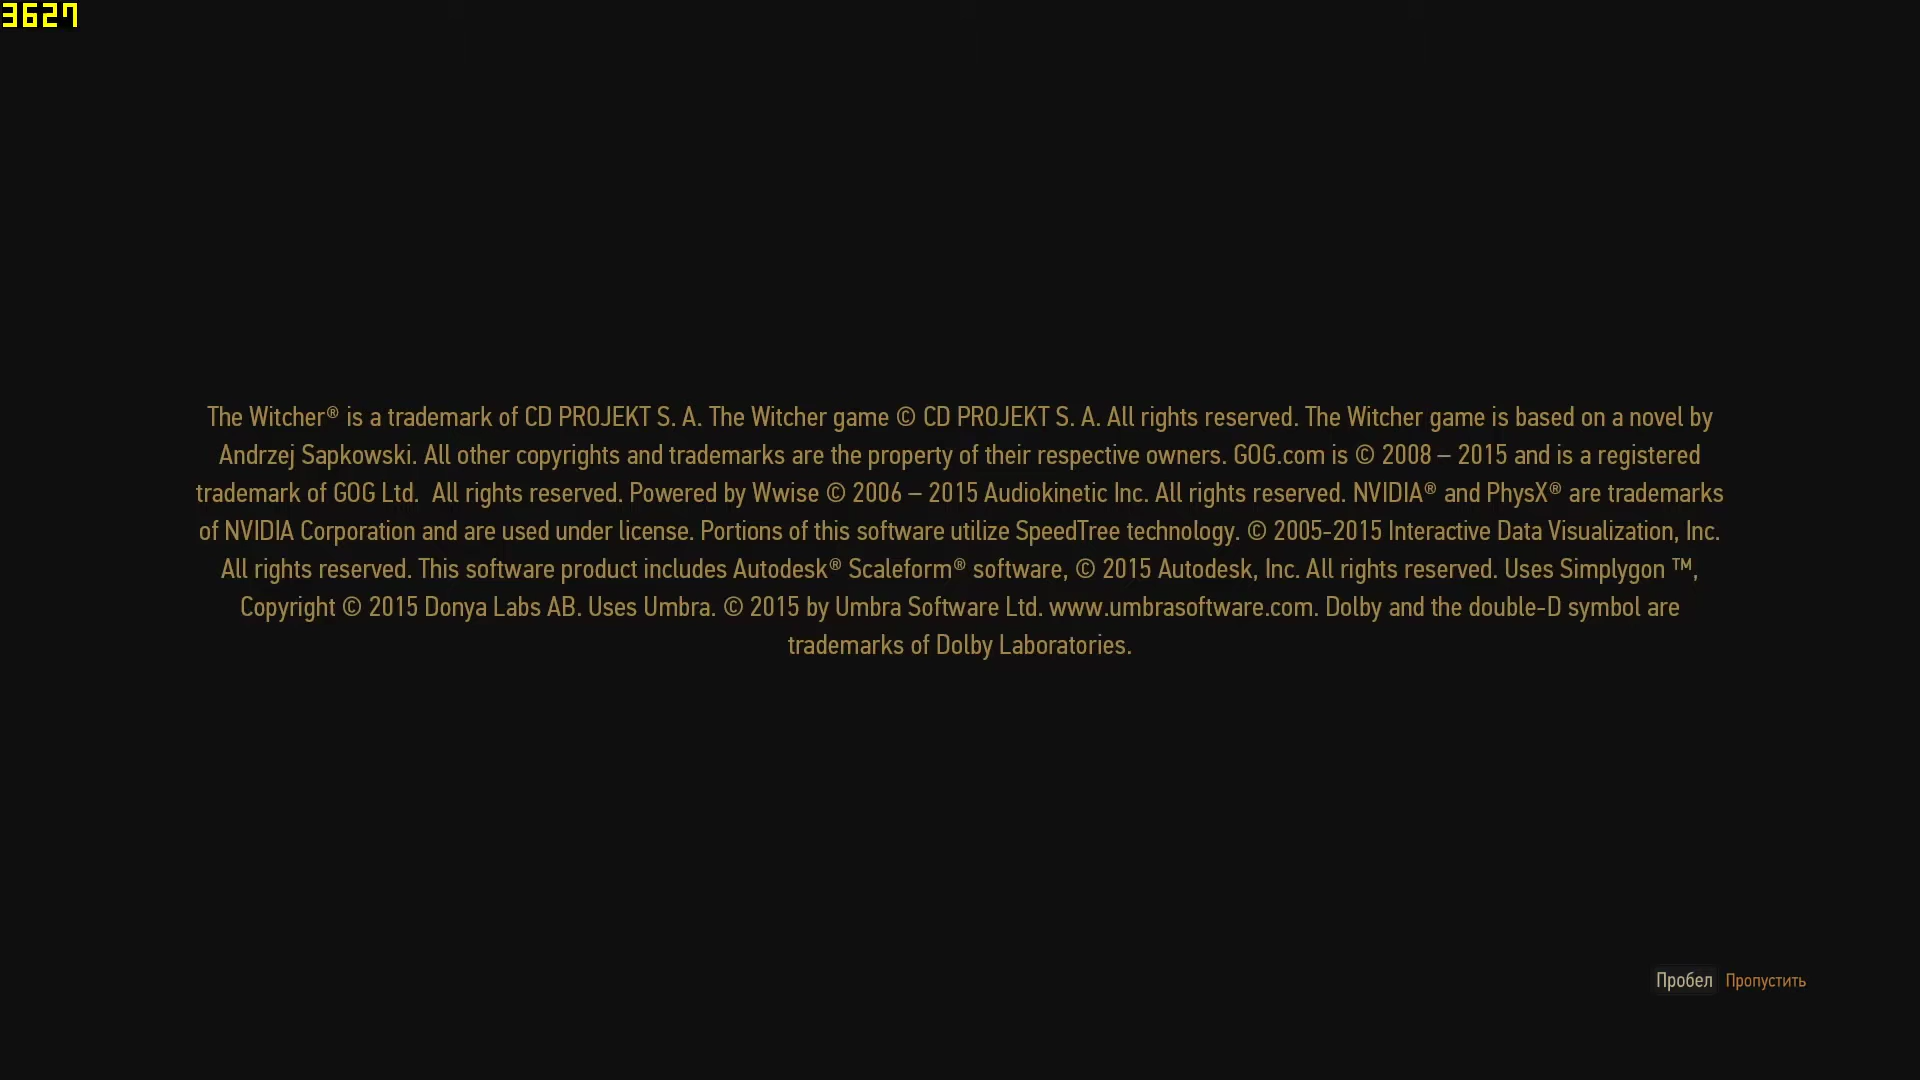 3627
The Witcher® is a trademark of CD PROJEKT S. A. The Witcher game © CD PROJEKT S. A. All rights reserved. The Witcher game is based on a novel by
Andrzej Sapkowski. All other copyrights and trademarks are the property of their respective owners. GOG.com is © 2008 – 2015 and is a registered
trademark of GOG Ltd.  All rights reserved. Powered by Wwise © 2006 – 2015 Audiokinetic Inc. All rights reserved. NVIDIA® and PhysX® are trademarks
of NVIDIA Corporation and are used under license. Portions of this software utilize SpeedTree technology. © 2005-2015 Interactive Data Visualization, Inc.
All rights reserved. This software product includes Autodesk® Scaleform® software, © 2015 Autodesk, Inc. All rights reserved. Uses Simplygon ™,
Copyright © 2015 Donya Labs AB. Uses Umbra. © 2015 by Umbra Software Ltd. www.umbrasoftware.com. Dolby and the double-D symbol are
trademarks of Dolby Laboratories.
Пробел Пропустить